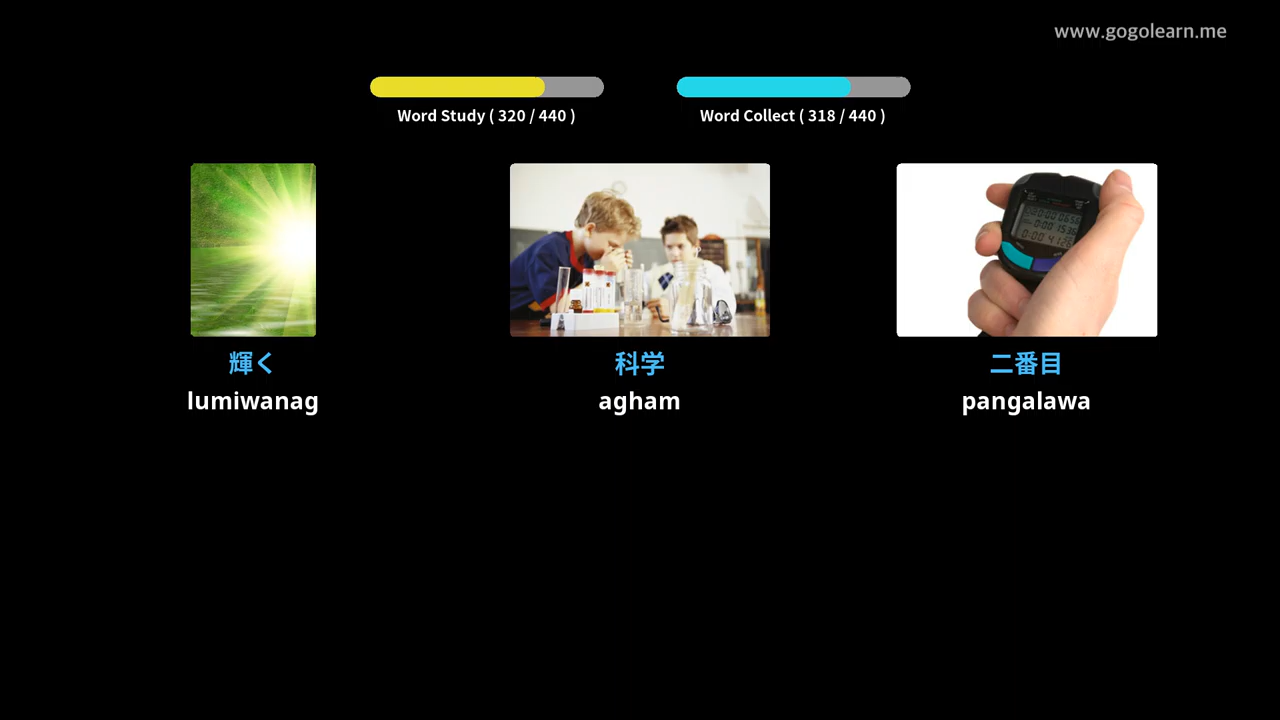 www.gogolearn.me
Word Study ( 320 / 440 )
Word Collect ( 318 / 440 )
輝く
科学
二番目
lumiwanag
agham
pangalawa